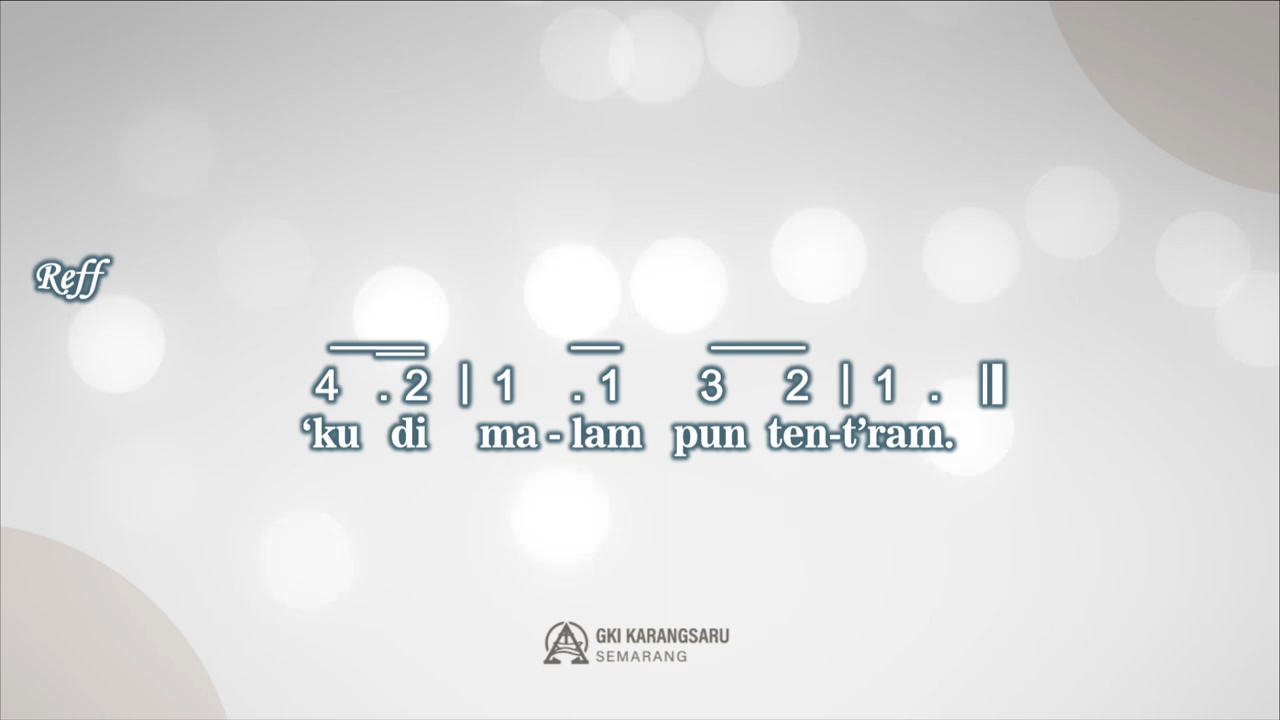 Reff
4 . 2 | 1 . 1 3 2 | 1 . ||
‘ku di ma - lam pun ten-t’ram.
GKI KARANGSARU
SEMARANG